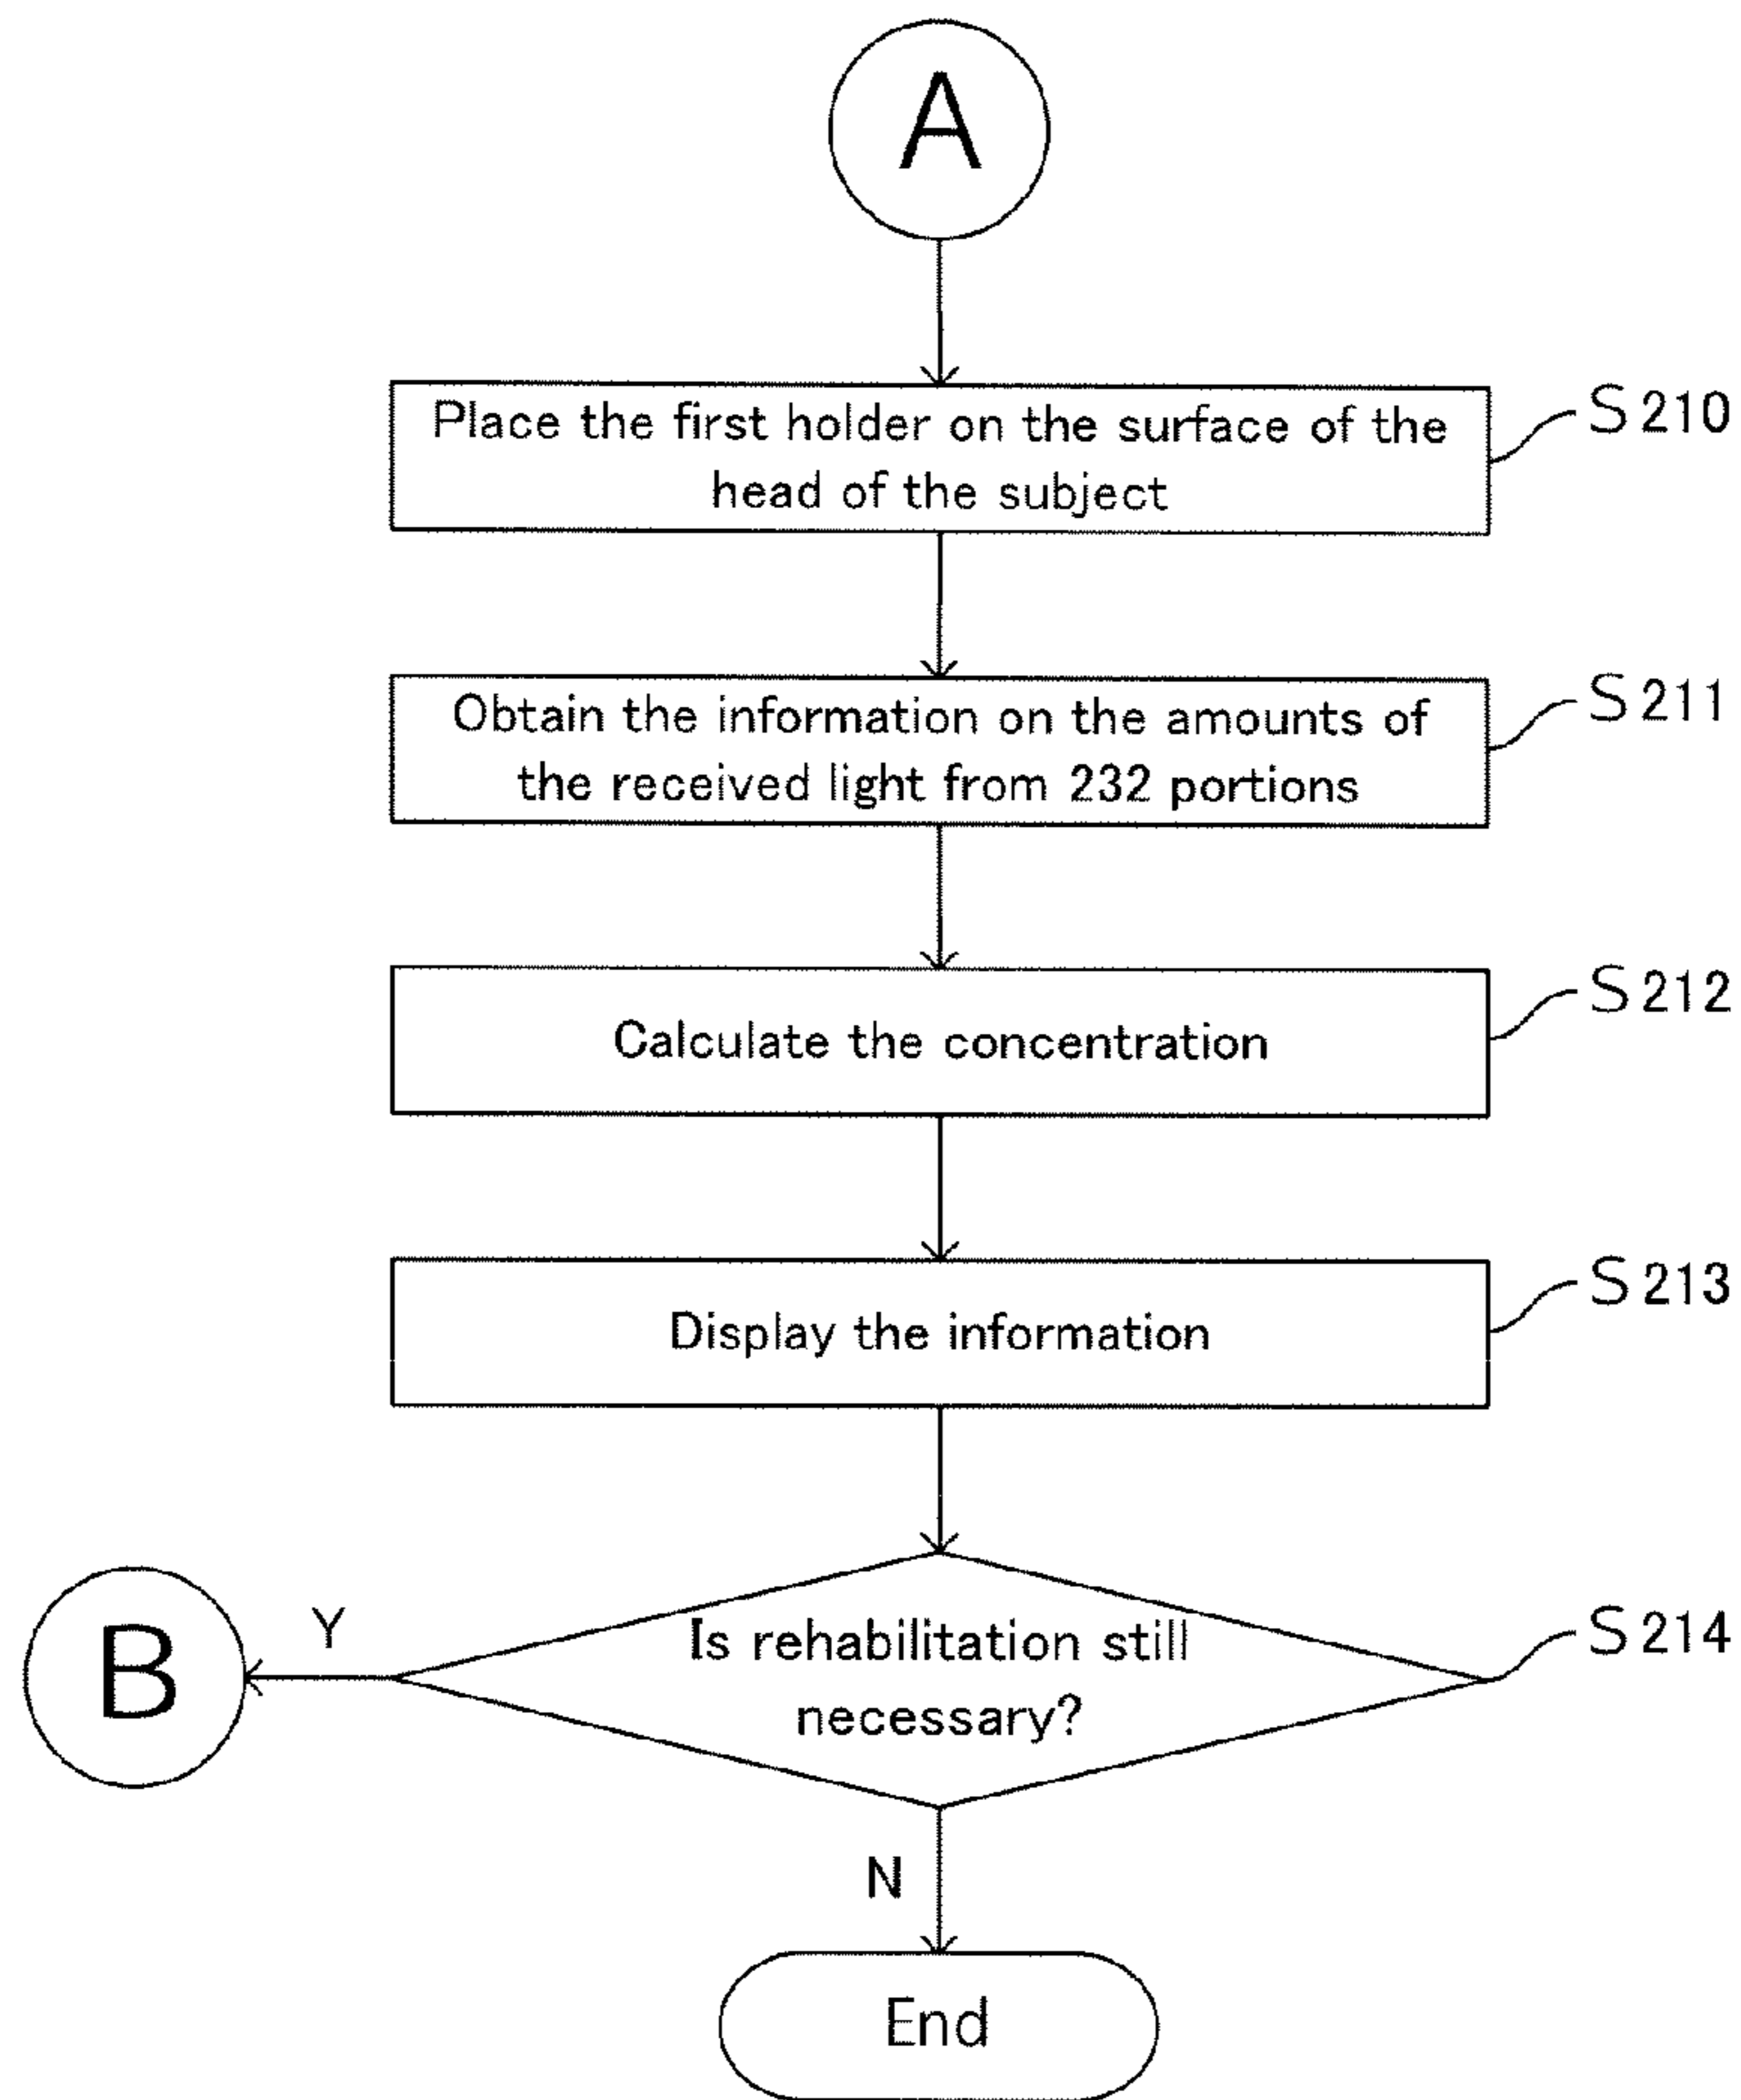 A
Place the first holder on the surface of the
head of the subject
S210
Obtain the information on the amounts of
the received light from 232 portions
S211
Calculate the concentration
S212
Display the information
S213
Is rehabilitation still
necessary?
S214
Y
B
N
End